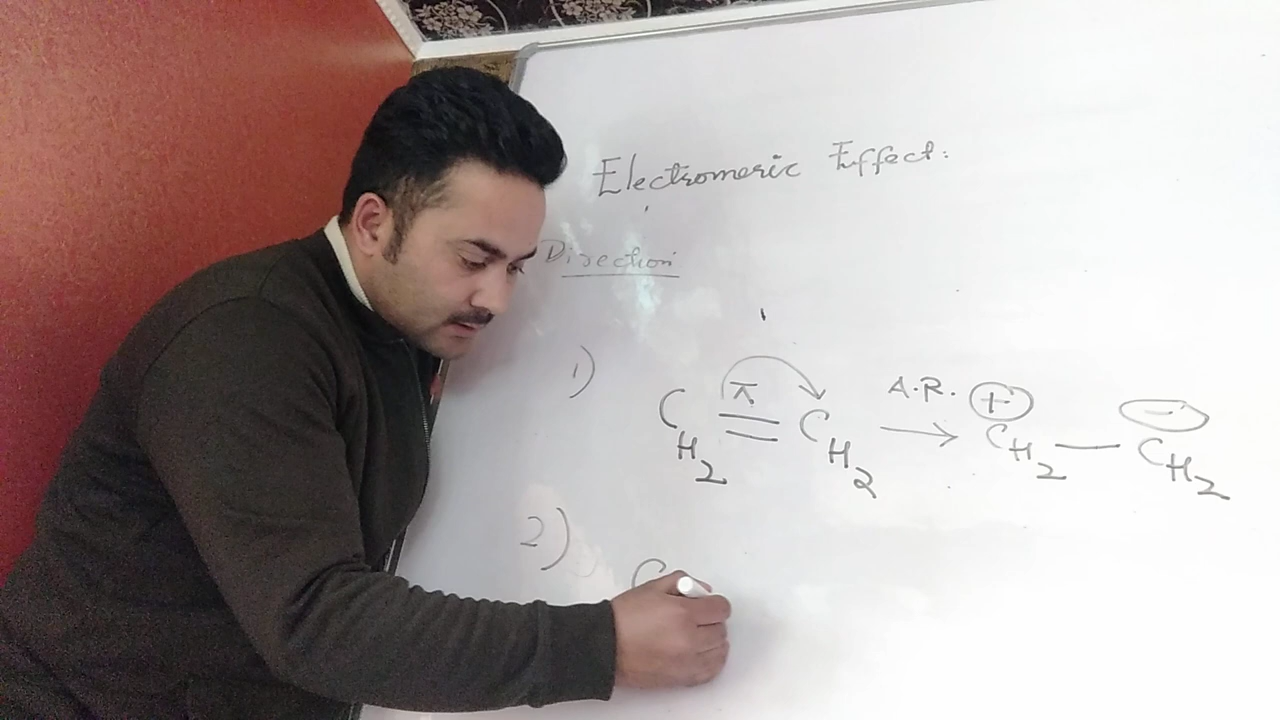 Electromeric Effect:
Direction
1) CH2 = CH2 → CH2 — CH2
π A.R. + -
2) C